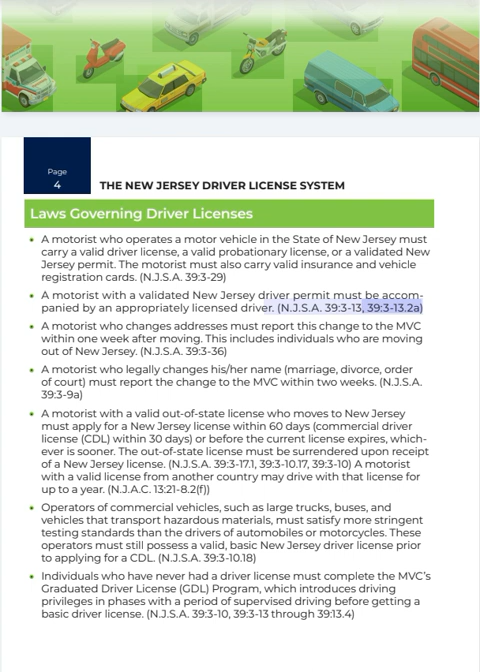 Page
4
THE NEW JERSEY DRIVER LICENSE SYSTEM
Laws Governing Driver Licenses
• A motorist who operates a motor vehicle in the State of New Jersey must
carry a valid driver license, a valid probationary license, or a validated New
Jersey permit. The motorist must also carry valid insurance and vehicle
registration cards. (N.J.S.A. 39:3-29)
• A motorist with a validated New Jersey driver permit must be accom-
panied by an appropriately licensed driver. (N.J.S.A. 39:3-13, 39:3-13.2a)
• A motorist who changes addresses must report this change to the MVC
within one week after moving. This includes individuals who are moving
out of New Jersey. (N.J.S.A. 39:3-36)
• A motorist who legally changes his/her name (marriage, divorce, order
of court) must report the change to the MVC within two weeks. (N.J.S.A.
39:3-9a)
• A motorist with a valid out-of-state license who moves to New Jersey
must apply for a New Jersey license within 60 days (commercial driver
license (CDL) within 30 days) or before the current license expires, which-
ever is sooner. The out-of-state license must be surrendered upon receipt
of a New Jersey license. (N.J.S.A. 39:3-17.1, 39:3-10.17, 39:3-10) A motorist
with a valid license from another country may drive with that license for
up to a year. (N.J.A.C. 13:21-8.2(f))
• Operators of commercial vehicles, such as large trucks, buses, and
vehicles that transport hazardous materials, must satisfy more stringent
testing standards than the drivers of automobiles or motorcycles. These
operators must still possess a valid, basic New Jersey driver license prior
to applying for a CDL. (N.J.S.A. 39:3-10.18)
• Individuals who have never had a driver license must complete the MVC's
Graduated Driver License (GDL) Program, which introduces driving
privileges in phases with a period of supervised driving before getting a
basic driver license. (N.J.S.A. 39:3-10, 39:3-13 through 39:13.4)